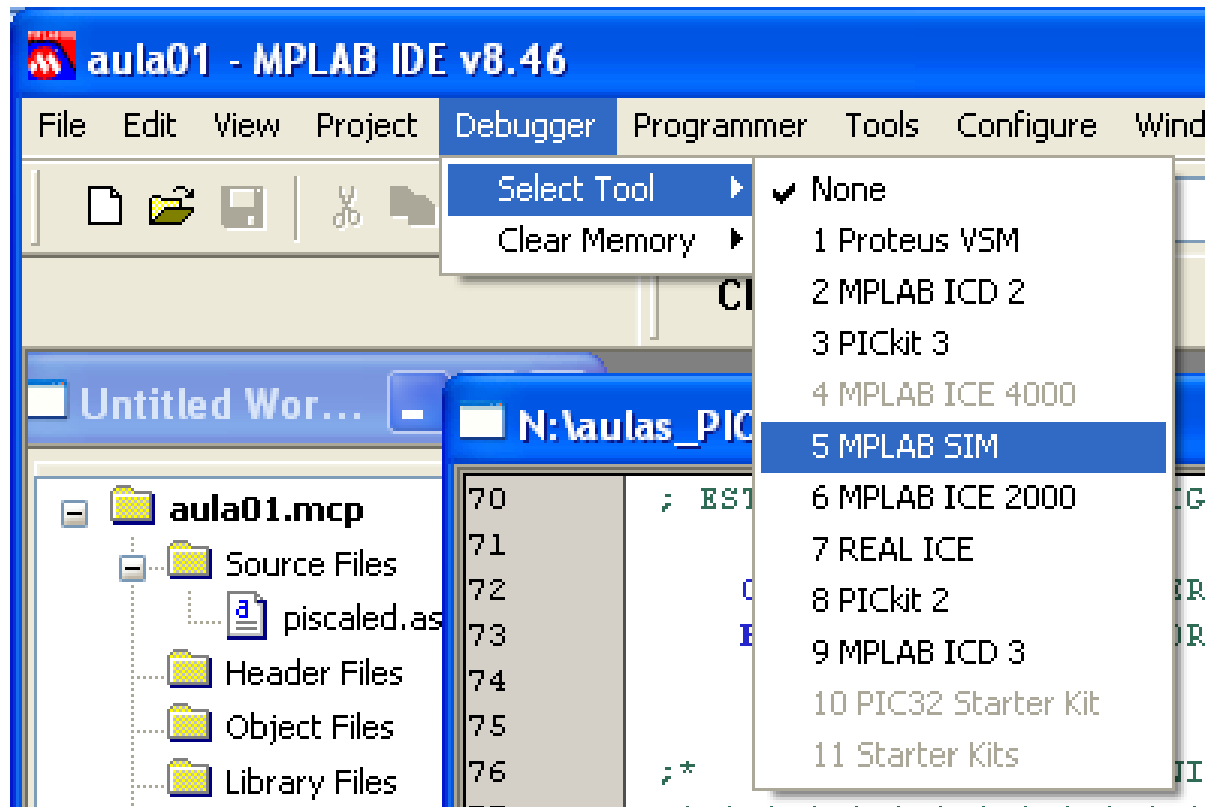 aula01 - MPLAB IDE v8.46
File Edit View Project Debugger Programmer Tools Configure Wind
Select Tool
Clear Memory
None
1 Proteus VSM
2 MPLAB ICD 2
3 PICkit 3
4 MPLAB ICE 4000
5 MPLAB SIM
6 MPLAB ICE 2000
7 REAL ICE
8 PICkit 2
9 MPLAB ICD 3
10 PIC32 Starter Kit
11 Starter Kits
Untitled Wor...
aula01.mcp
Source Files
piscaled.as
Header Files
Object Files
Library Files
N:\aulas_PIC
70 ; EST
71
72
73
74
75
76 ;*